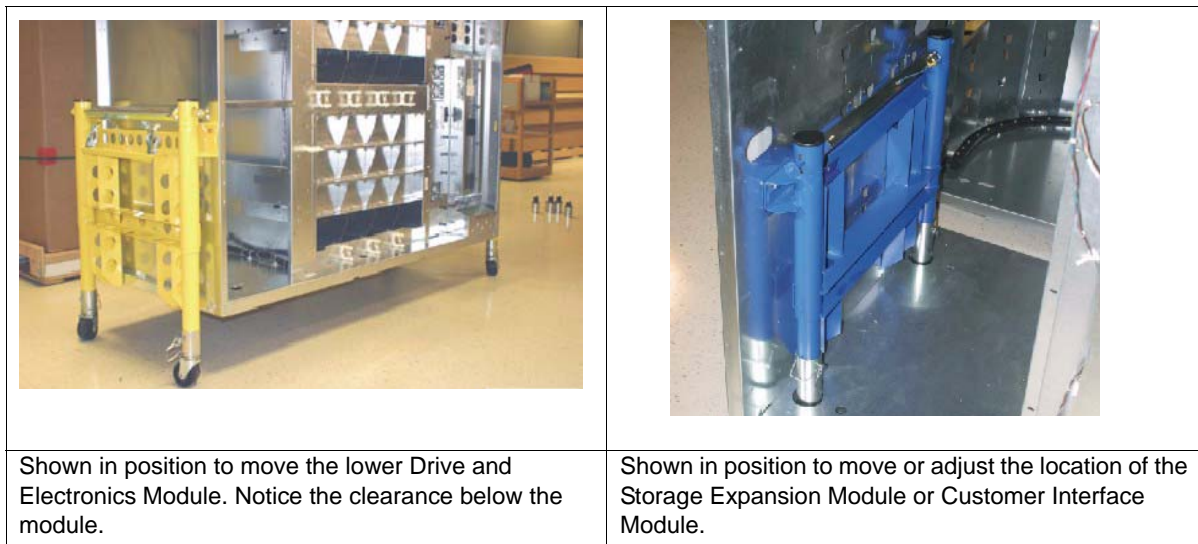 Shown in position to move the lower Drive and
Electronics Module. Notice the clearance below the
module.
Shown in position to move or adjust the location of the
Storage Expansion Module or Customer Interface
Module.